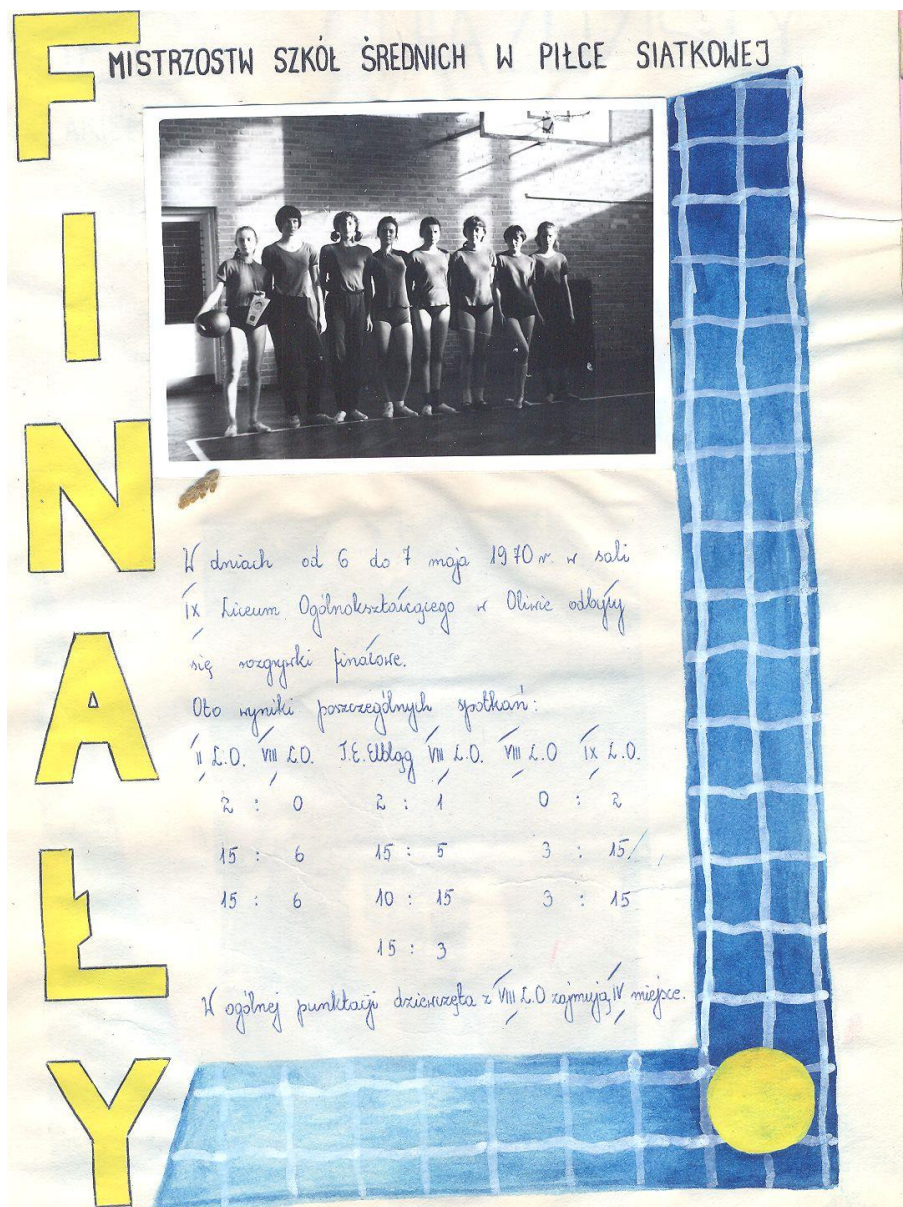 FINAŁY
MISTRZOSTW SZKÓŁ ŚREDNICH W PIŁCE SIATKOWEJ
W dniach od 6 do 7 maja 1970 r. w sali
IX Liceum Ogólnokształcącego w Oliwie odbyły
się rozgrywki finałowe.
Oto wyniki poszczególnych spotkań:
II L.O. VIII L.O. T.E. Elbląg VIII L.O. VIII L.O IX L.O.
2 : 0 2 : 1 0 : 2
15 : 6 15 : 5 3 : 15
15 : 6 10 : 15 3 : 15
15 : 3
W ogólnej punktacji dziewczęta z VIII L.O zajmują IV miejsce.